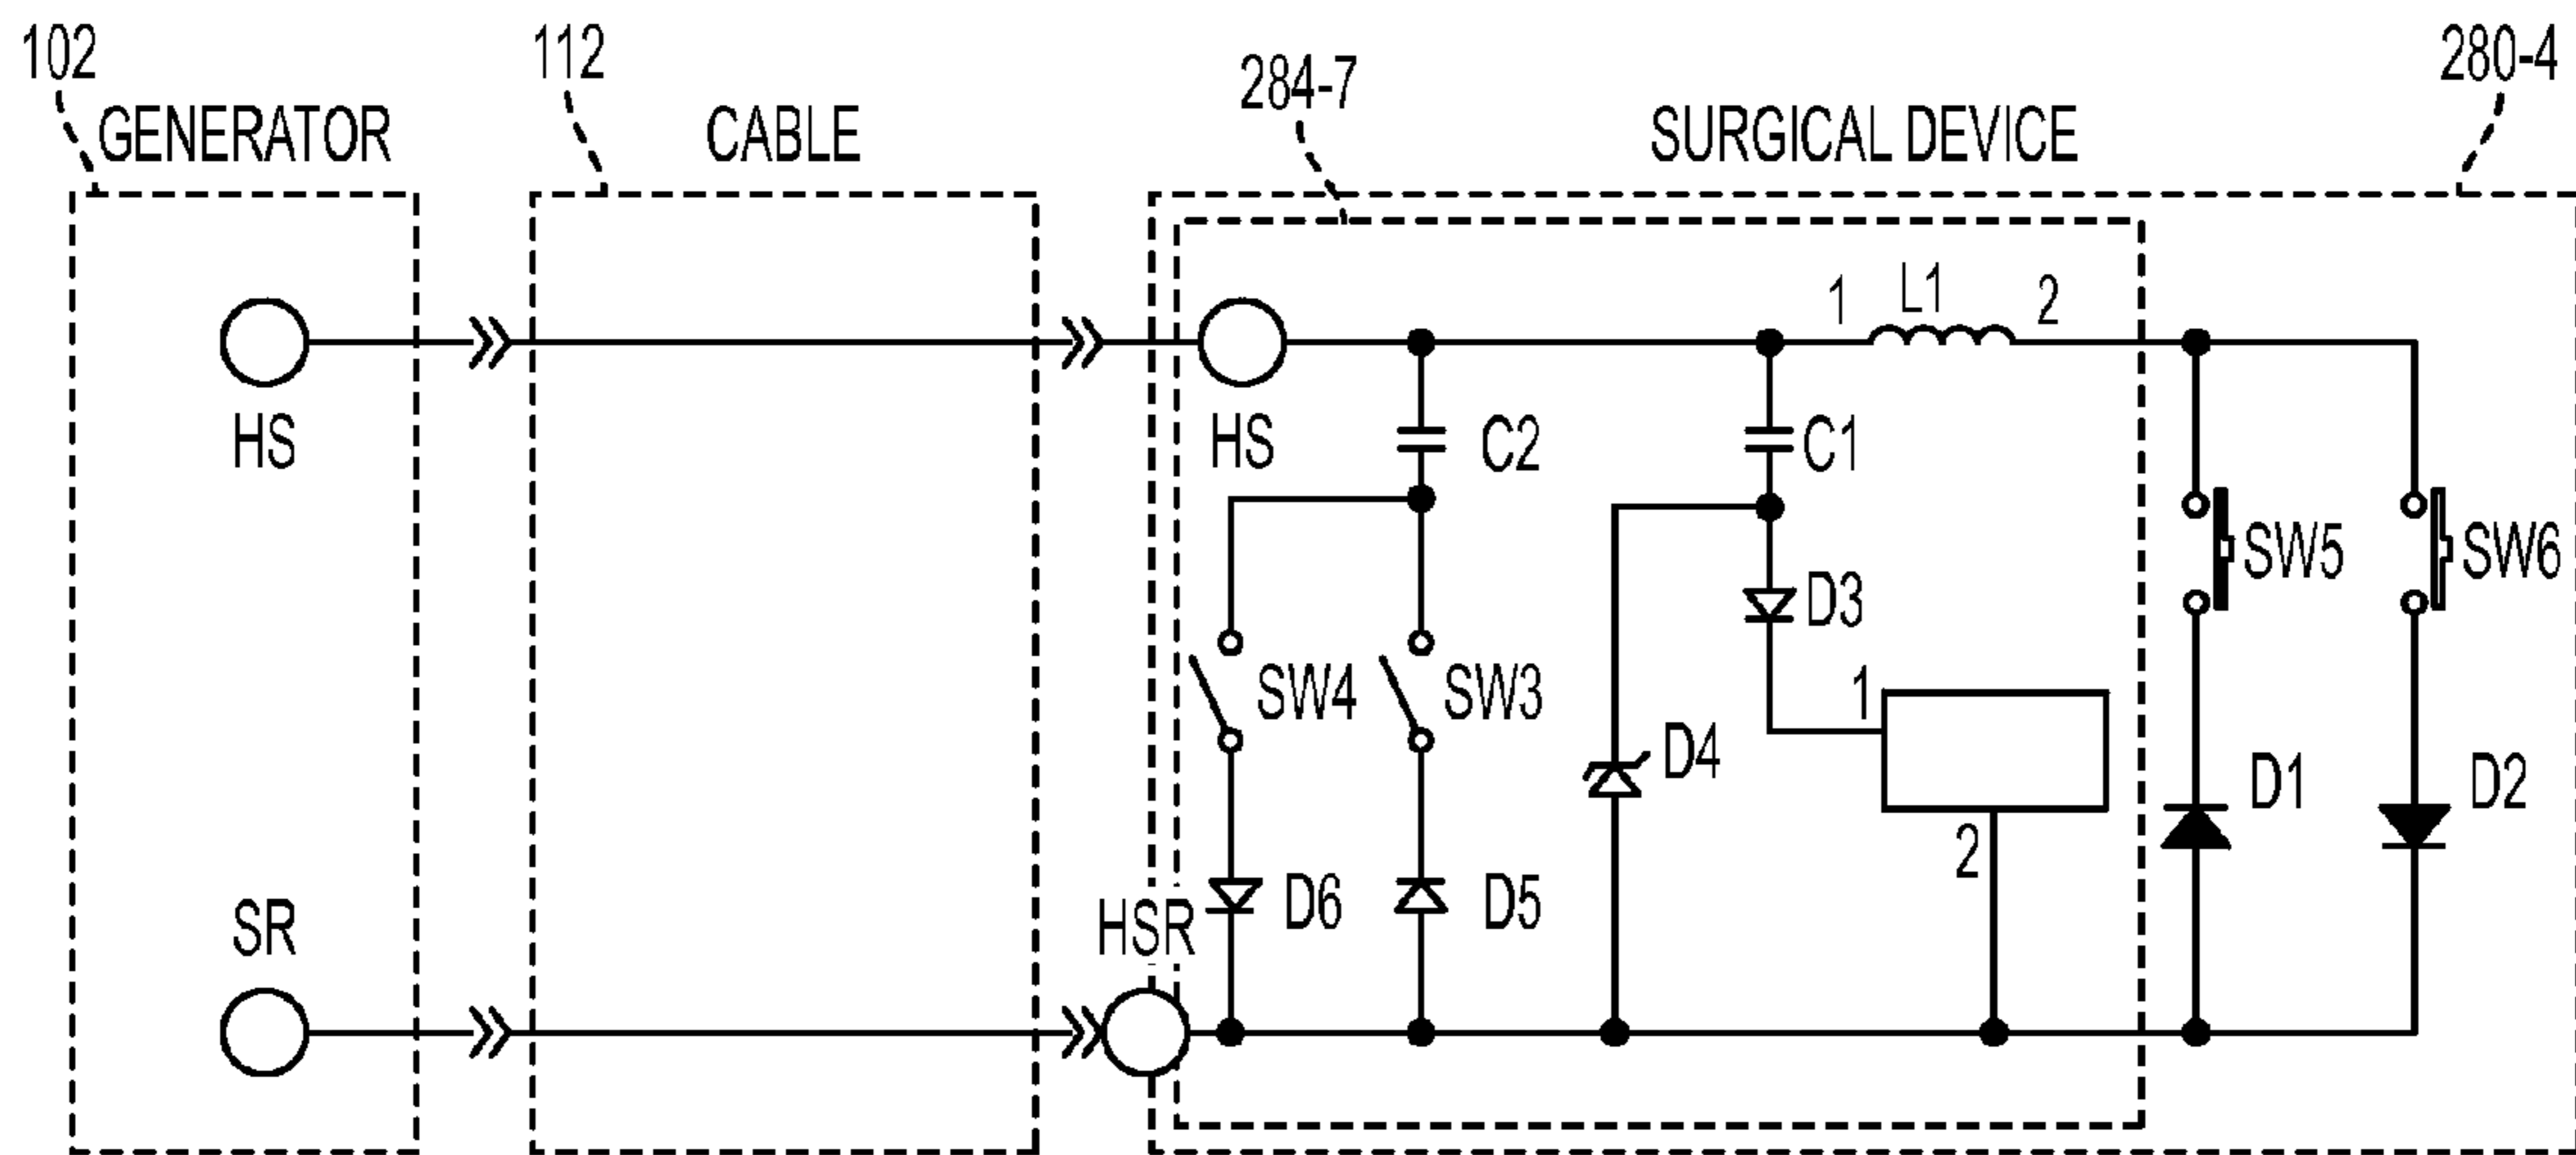 102
112
284-7
280-4
GENERATOR
CABLE
SURGICAL DEVICE
HS
HS
C2
C1
1
L1
2
SW5
SW6
D3
SW4
SW3
D4
1
2
D1
D2
SR
HSR
D6
D5